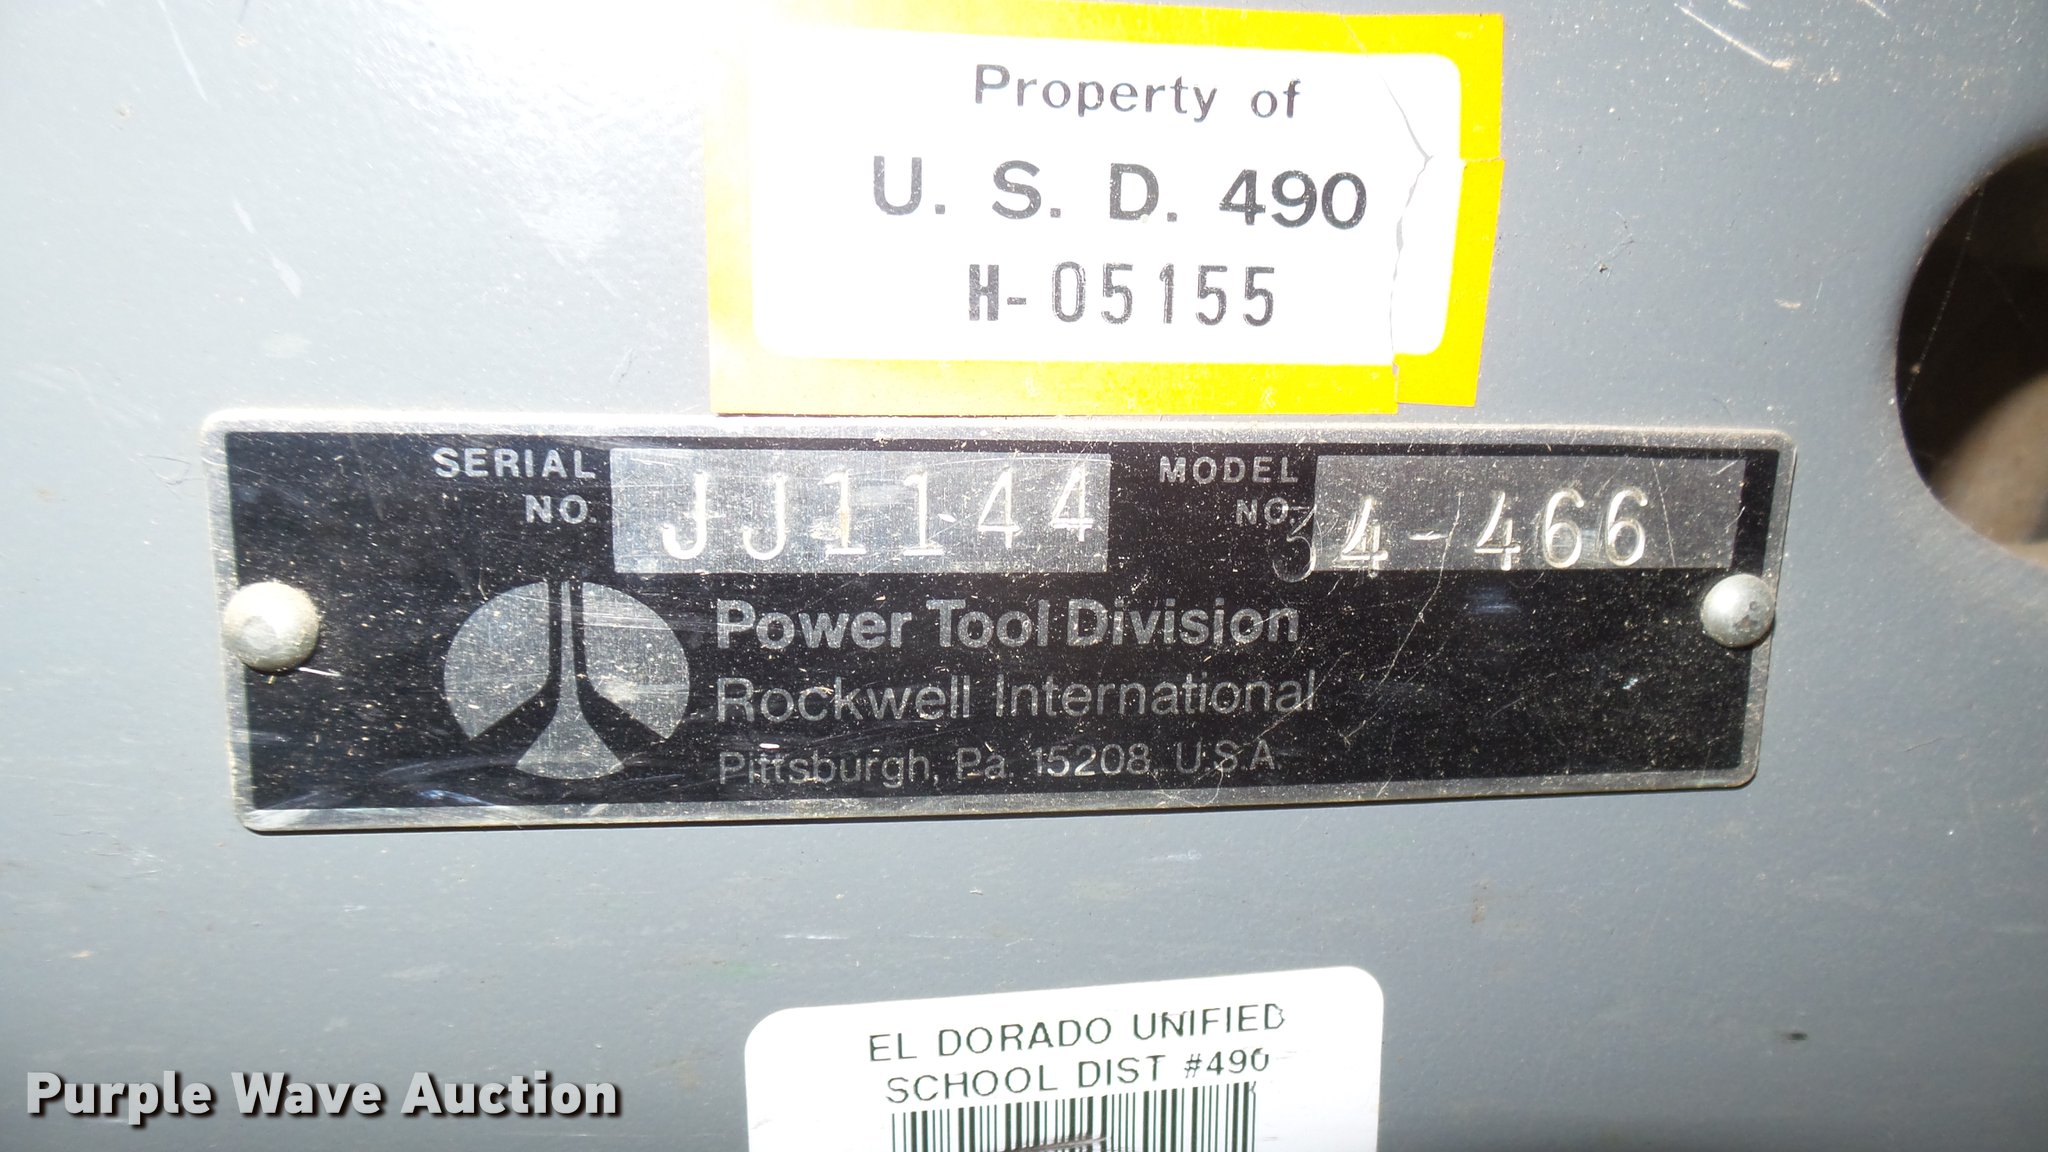 Property of
U. S. D. 490
H-05155
SERIAL NO. JJ1144
MODEL NO. 34-466
Power Tool Division
Rockwell International
Pittsburgh, Pa. 15208 U.S.A.
EL DORADO UNIFIED
SCHOOL DIST #490
Purple Wave Auction